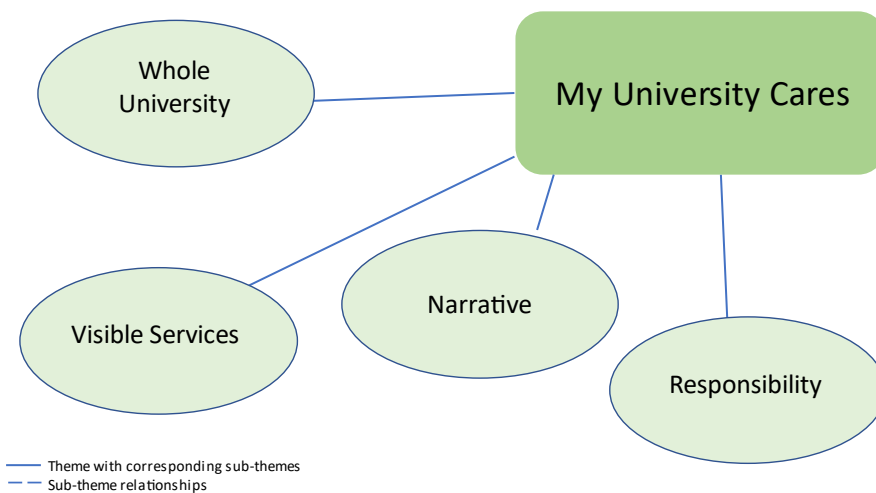 Whole
University
My University Cares
Narrative
Visible Services
Responsibility
Theme with corresponding sub-themes
Sub-theme relationships